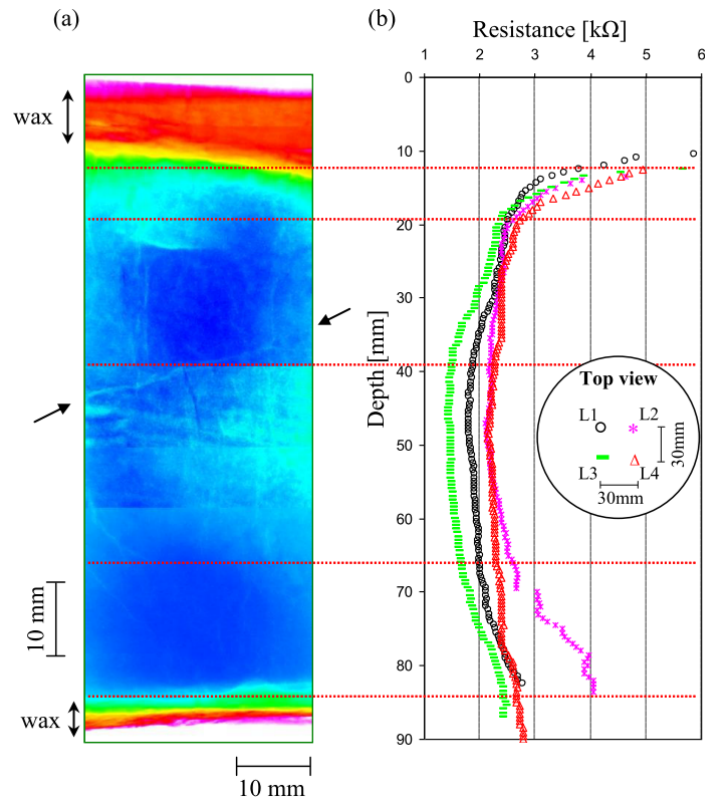 (a)
(b)
Resistance [kΩ]
1 2 3 4 5 6
wax
0
10
20
30
40
50
60
70
80
90
Depth [mm]
Top view
L1 L2
L3 L4
30mm
30mm
10 mm
wax
10 mm